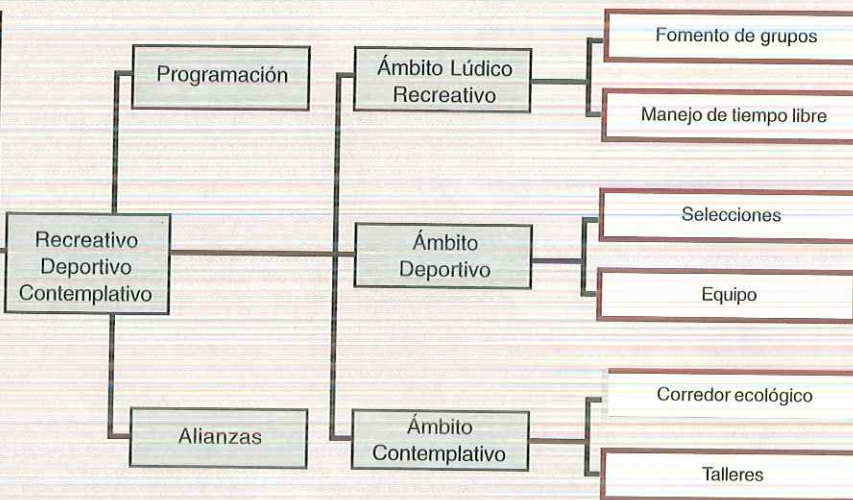 Fomento de grupos
Programación
Ámbito Lúdico
Recreativo
Manejo de tiempo libre
Selecciones
Recreativo
Deportivo
Contemplativo
Ámbito
Deportivo
Equipo
Corredor ecológico
Alianzas
Ámbito
Contemplativo
Talleres